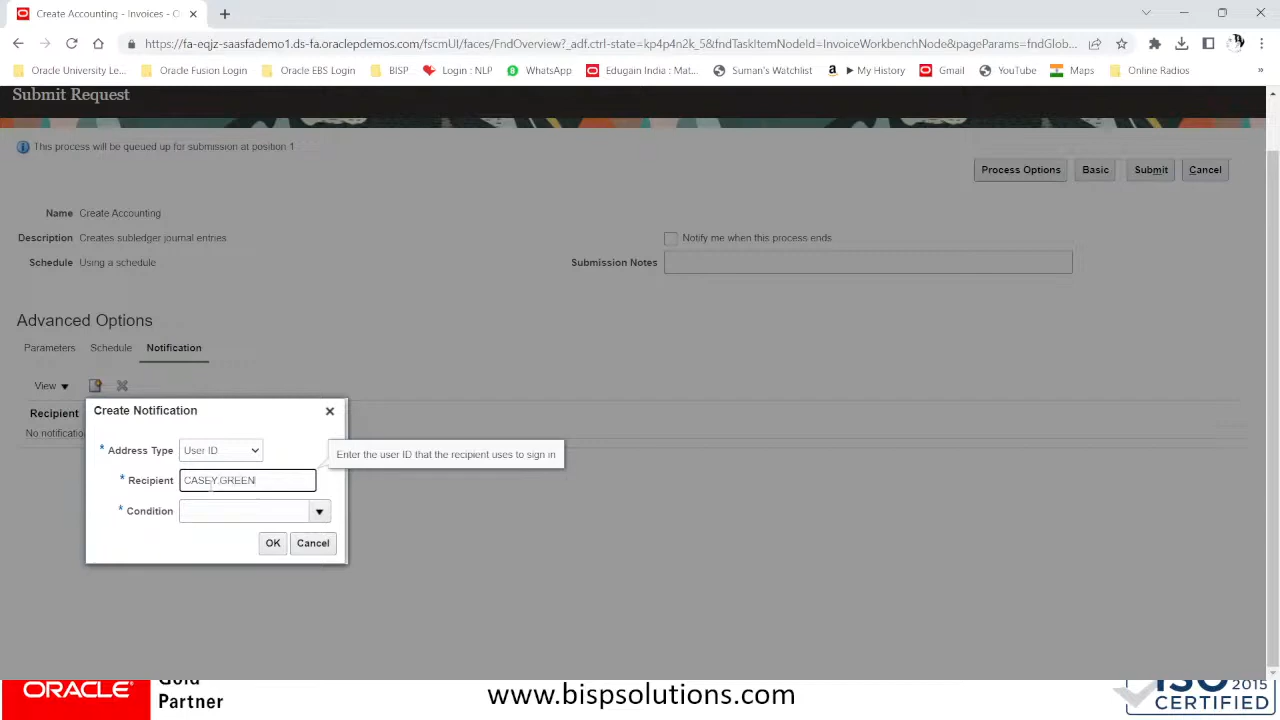 Create Accounting - Invoices - O
https://fa-eqjz-saasfademo1.ds-fa.oraclepdemos.com/fscmUI/faces/FndOverview?_adf.ctrl-state=kp4p4n2k_5&fndTaskItemNodeId=InvoiceWorkbenchNode&pageParams=fndGlob...
Oracle University Le...
Oracle Fusion Login
Oracle EBS Login
BISP
Login : NLP
WhatsApp
Edugain India : Mat...
Suman's Watchlist
▶ My History
Gmail
YouTube
Maps
Online Radios
»
Submit Request
This process will be queued up for submission at position 1
Process Options
Basic
Submit
Cancel
Name Create Accounting
Description Creates subledger journal entries
Notify me when this process ends
Schedule Using a schedule
Submission Notes
Advanced Options
Parameters
Schedule
Notification
View
Recipient
No notificatio
Create Notification
* Address Type User ID
Enter the user ID that the recipient uses to sign in
* Recipient CASEY.GREEN
* Condition
OK
Cancel
ORACLE
Gold
Partner
www.bispsolutions.com
ISO
2015
CERTIFIED